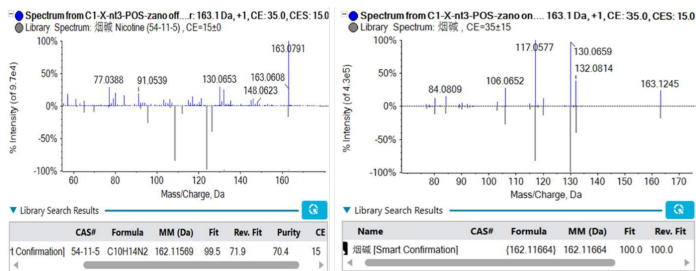 Spectrum from C1-X-nt3-POS-zano off....r: 163.1 Da, +1, CE: 35.0, CES: 15.0
Library Spectrum: 烟碱 Nicotine (54-11-5) , CE=15±0
% Intensity (of 9.7e4)
100%
50%
0%
-50%
-100%
77.0388
91.0539
130.0653
148.0623
163.0608
163.0791
60
80
100
120
140
160
Mass/Charge, Da
Library Search Results
CAS# Formula MM (Da) Fit Rev. Fit Purity CE
t Confirmation] 54-11-5 C10H14N2 162.11569 99.5 71.9 70.4 15
Spectrum from C1-X-nt3-POS-zano on.... 163.1 Da, +1, CE: 35.0, CES: 15.0
Library Spectrum: 烟碱 , CE=35±15
% Intensity (of 4.3e5)
100%
50%
0%
-50%
-100%
84.0809
106.0652
117.0577
130.0659
132.0814
163.1245
80
90
100
110
120
130
140
150
160
170
Mass/Charge, Da
Library Search Results
Name CAS# Formula MM (Da) Fit Rev. Fit
烟碱 [Smart Confirmation] {162.11664} 162.11664 100.0 100.0